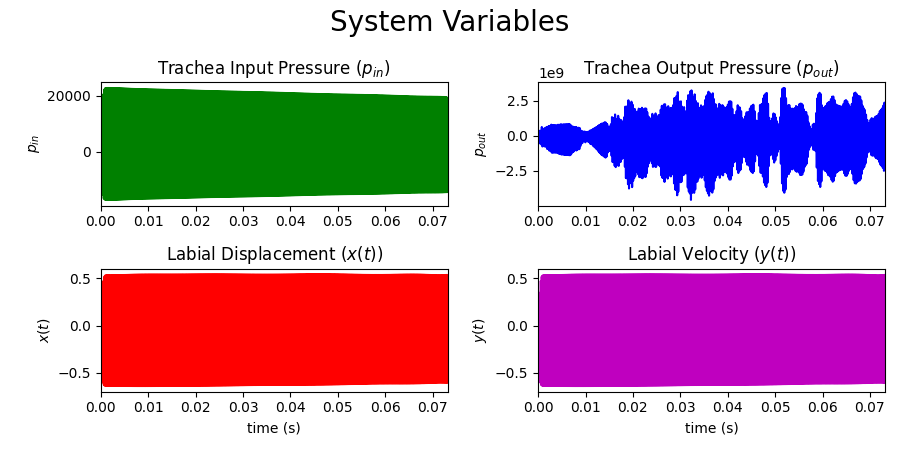 System Variables
Trachea Input Pressure (p_in)
20000
0
p_in
0.00 0.01 0.02 0.03 0.04 0.05 0.06 0.07
1e9
Trachea Output Pressure (p_out)
2.5
0.0
−2.5
p_out
0.00 0.01 0.02 0.03 0.04 0.05 0.06 0.07
Labial Displacement (x(t))
0.5
0.0
−0.5
x(t)
0.00 0.01 0.02 0.03 0.04 0.05 0.06 0.07
time (s)
Labial Velocity (y(t))
0.5
0.0
−0.5
y(t)
0.00 0.01 0.02 0.03 0.04 0.05 0.06 0.07
time (s)